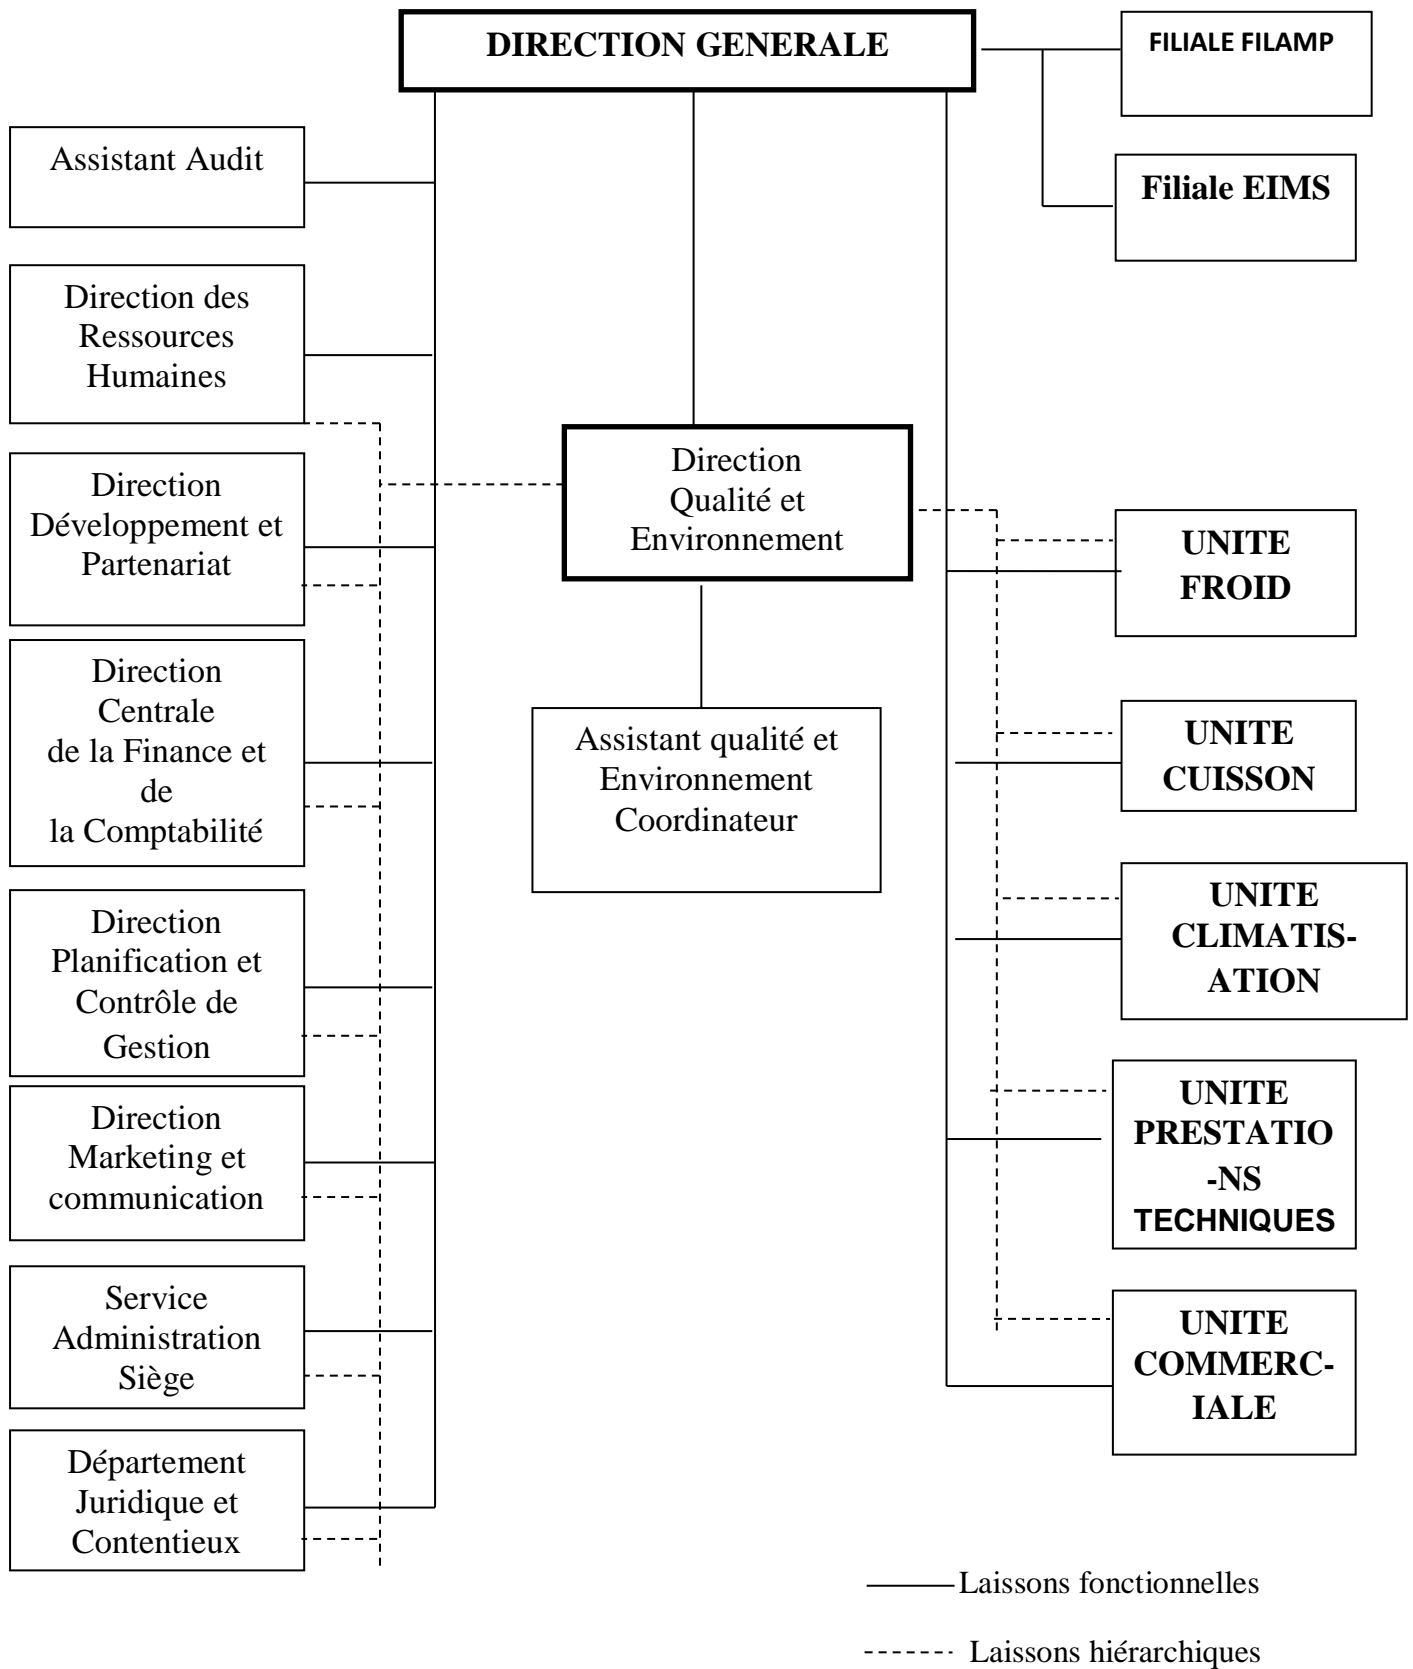 DIRECTION GENERALE
FILIALE FILAMP
Filiale EIMS
Assistant Audit
Direction des
Ressources
Humaines
Direction
Développement et
Partenariat
Direction
Centrale
de la Finance et
de
la Comptabilité
Direction
Planification et
Contrôle de
Gestion
Direction
Marketing et
communication
Service
Administration
Siège
Département
Juridique et
Contentieux
Direction
Qualité et
Environnement
Assistant qualité et
Environnement
Coordinateur
UNITE
FROID
UNITE
CUISSON
UNITE
CLIMATIS-
ATION
UNITE
PRESTATIO
-NS
TECHNIQUES
UNITE
COMMERC-
IALE
Laissons fonctionnelles
Laissons hiérarchiques